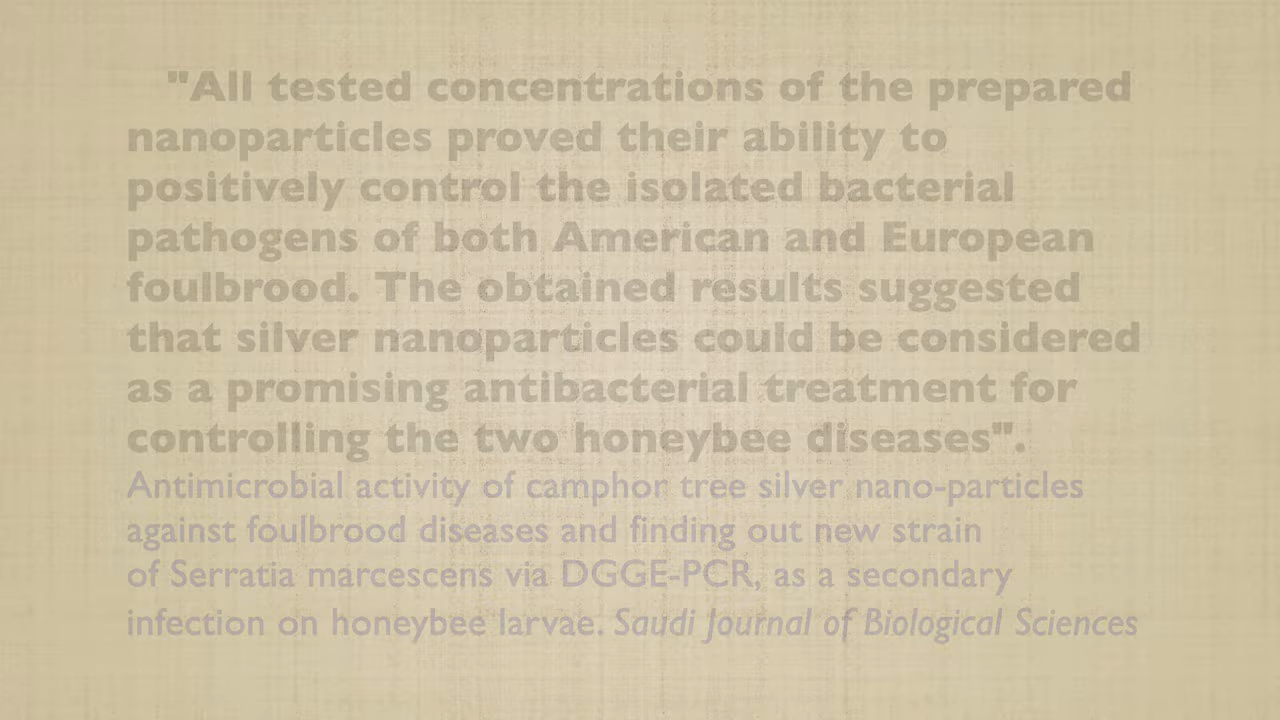 "All tested concentrations of the prepared
nanoparticles proved their ability to
positively control the isolated bacterial
pathogens of both American and European
foulbrood. The obtained results suggested
that silver nanoparticles could be considered
as a promising antibacterial treatment for
controlling the two honeybee diseases".
Antimicrobial activity of camphor tree silver nano-particles
against foulbrood diseases and finding out new strain
of Serratia marcescens via DGGE-PCR, as a secondary
infection on honeybee larvae. Saudi Journal of Biological Sciences